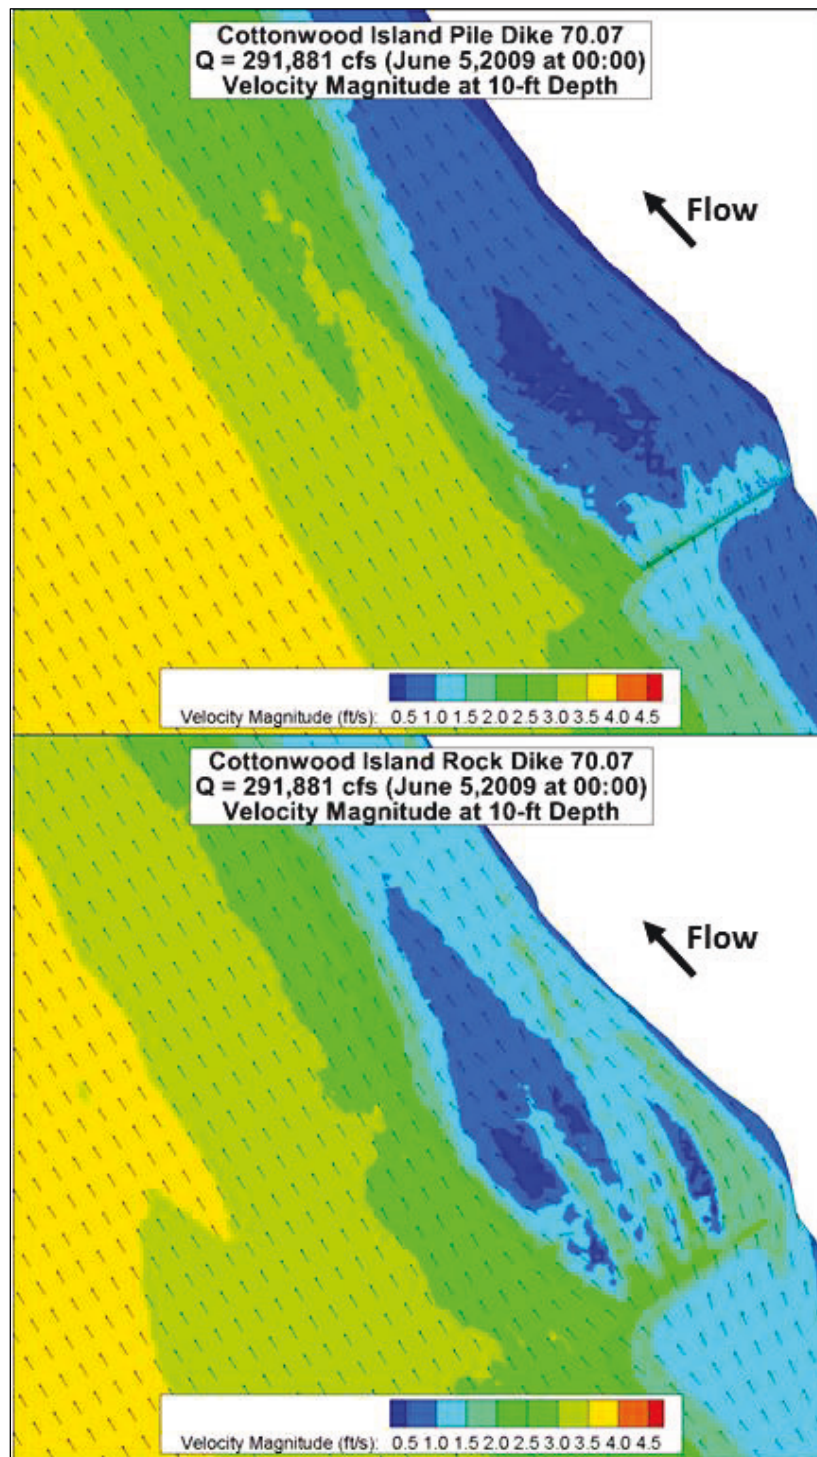 Cottonwood Island Pile Dike 70.07
Q = 291,881 cfs (June 5,2009 at 00:00)
Velocity Magnitude at 10-ft Depth
Flow
Velocity Magnitude (ft/s): 0.5 1.0 1.5 2.0 2.5 3.0 3.5 4.0 4.5
Cottonwood Island Rock Dike 70.07
Q = 291,881 cfs (June 5,2009 at 00:00)
Velocity Magnitude at 10-ft Depth
Flow
Velocity Magnitude (ft/s): 0.5 1.0 1.5 2.0 2.5 3.0 3.5 4.0 4.5